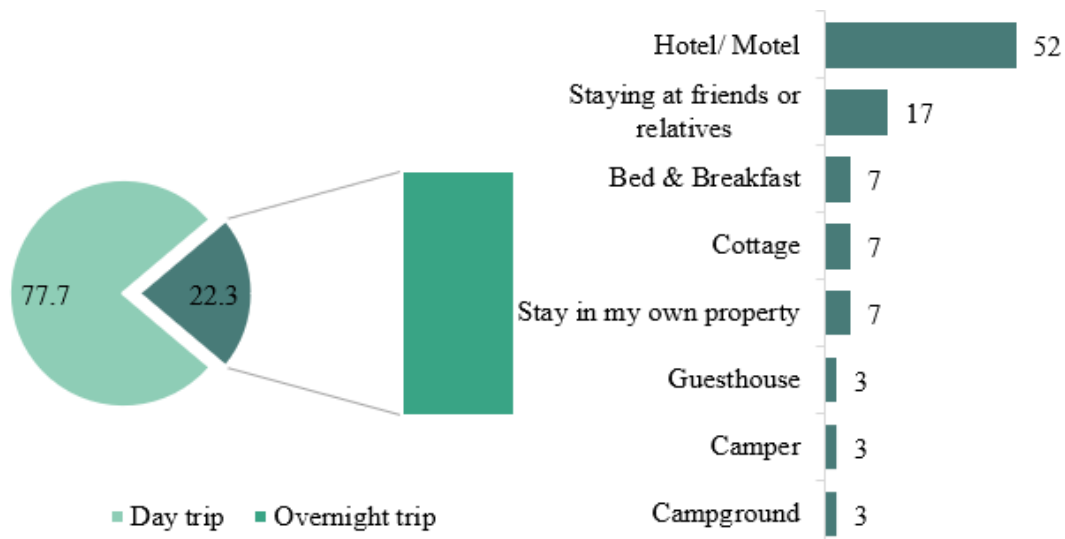 77.7
22.3
Day trip
Overnight trip
Hotel/ Motel
52
Staying at friends or
relatives
17
Bed & Breakfast
7
Cottage
7
Stay in my own property
7
Guesthouse
3
Camper
3
Campground
3